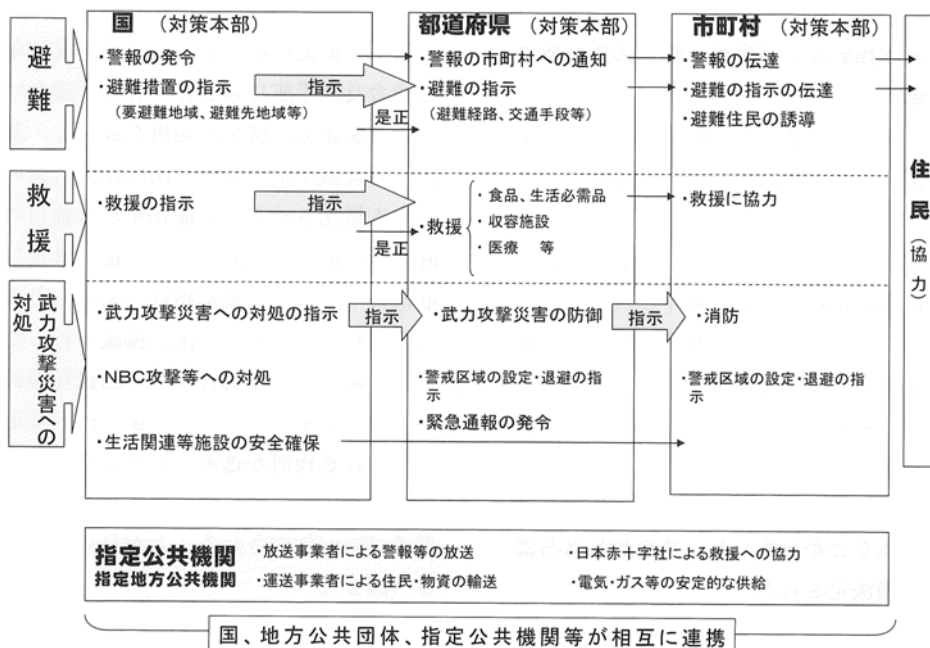 国 (対策本部)
都道府県 (対策本部)
市町村 (対策本部)
避難
・警報の発令
・避難措置の指示
(要避難地域、避難先地域等)
指示
是正
・警報の市町村への通知
・避難の指示
(避難経路、交通手段等)
・警報の伝達
・避難の指示の伝達
・避難住民の誘導
救援
・救援の指示
指示
是正
・救援
・食品、生活必需品
・収容施設
・医療 等
・救援に協力
武力攻撃災害への
対処
・武力攻撃災害への対処の指示
指示
・武力攻撃災害の防御
指示
・消防
・NBC攻撃等への対処
・警戒区域の設定・退避の指
示
・警戒区域の設定・退避の指
示
・緊急通報の発令
・生活関連等施設の安全確保
住民(協力)
指定公共機関
指定地方公共機関
・放送事業者による警報等の放送
・日本赤十字社による救援への協力
・運送事業者による住民・物資の輸送
・電気・ガス等の安定的な供給
国、地方公共団体、指定公共機関等が相互に連携